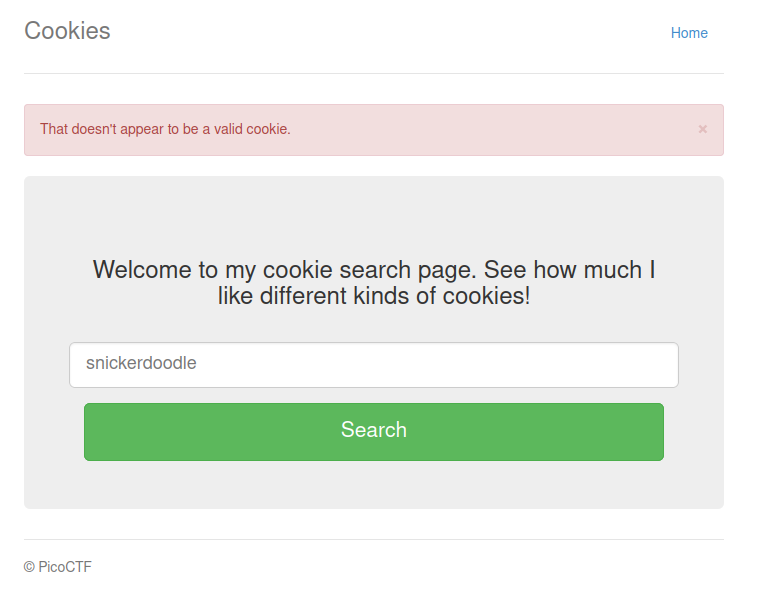 Cookies
Home
That doesn't appear to be a valid cookie.
×
Welcome to my cookie search page. See how much I
like different kinds of cookies!
snickerdoodle
Search
© PicoCTF